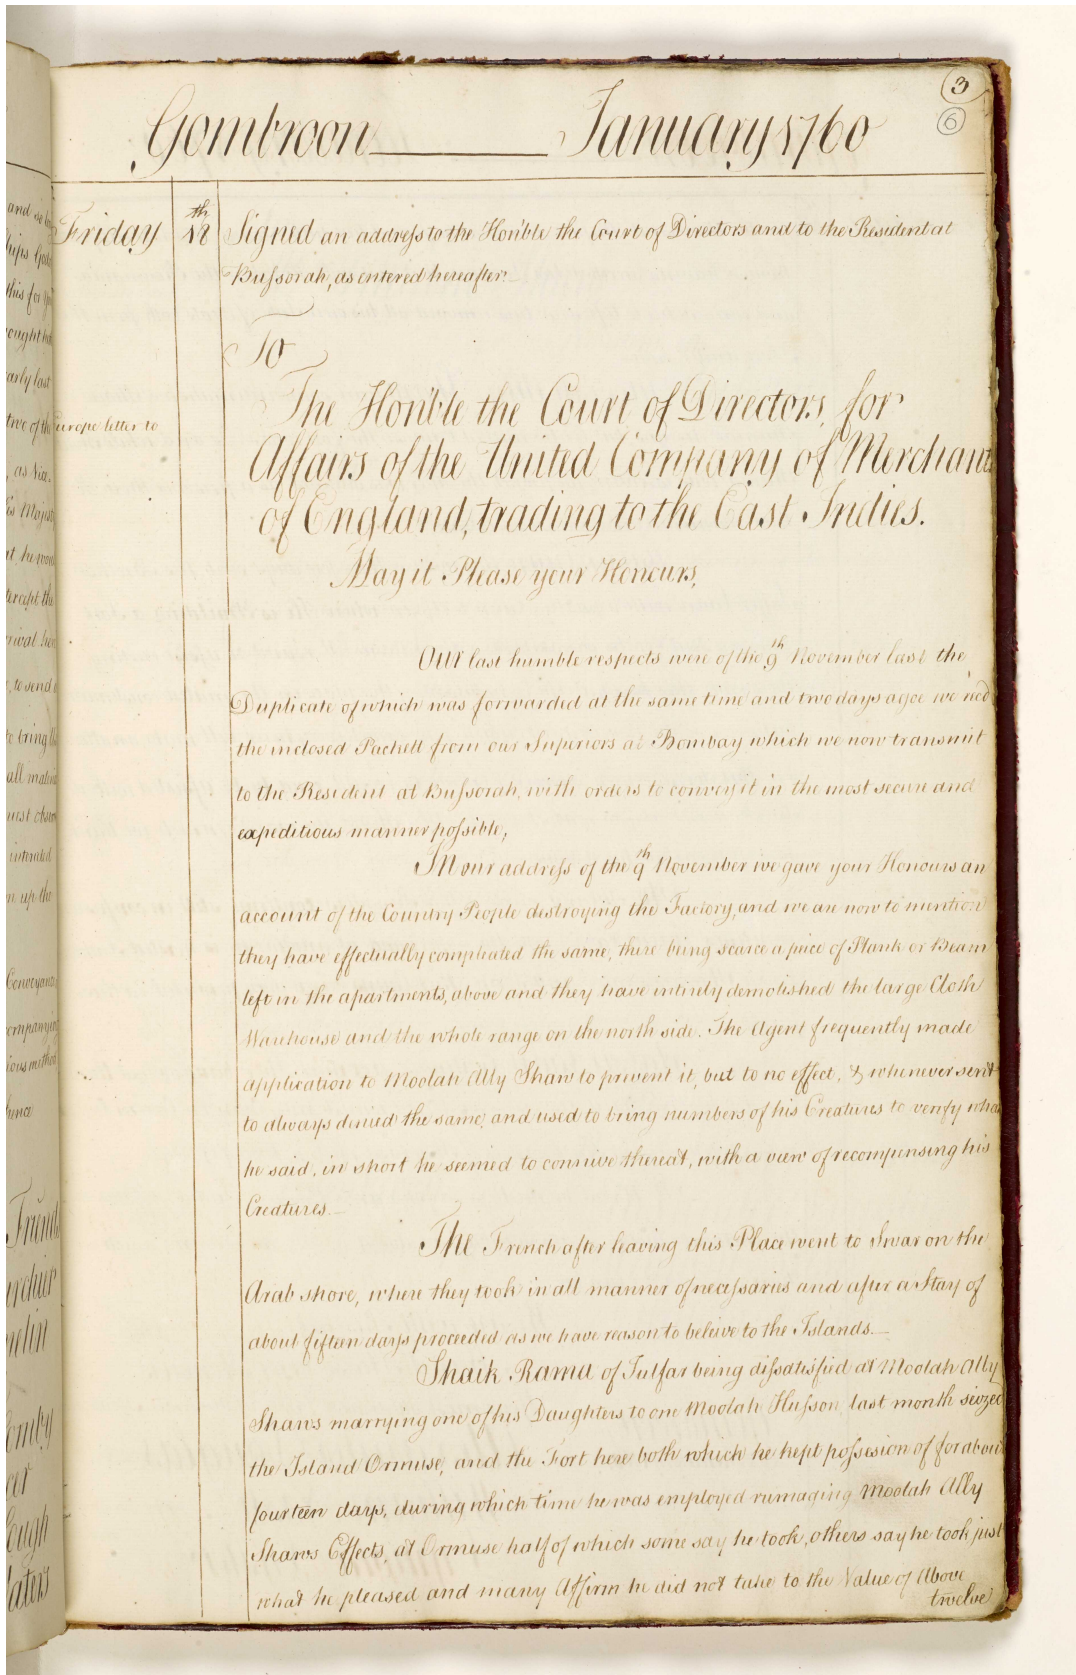 3
6
Gombroon January 1760
Friday 18th Signed an address to the Hon'ble the Court of Directors and to the President at
Bussorah, as entered hereafter.
To
The Hon'ble the Court of Directors, for
Europe letter to
Affairs of the United Company of Merchants
of England, trading to the East Indies.
May it Please your Honours,
Our last humble respects were of the 9th November last the
Duplicate of which was forwarded at the same time and two days agoe we rec'd
the inclosed Packett from our Superiors at Bombay which we now transmit
to the Resident at Bussorah, with orders to convey it in the most secure and
expeditious manner possible,
In our address of the 9th November we gave your Honours an
account of the Country People destroying the Factory, and we are now to mention
they have effectually compleated the same, there being scarce a piece of Plank or Beam
left in the apartments, above and they have intirely demolished the large Cloth
Warehouse and the whole range on the north side. The Agent frequently made
application to Moolah Ally Shaw to prevent it, but to no effect, & whenever sent
to always denied the same, and used to bring numbers of his Creatures to verify what
he said, in short he seemed to connive thereat, with a view of recompensing his
Creatures.
The French after leaving this Place went to Swar on the
Arab shore, where they took in all manner of necessaries and after a Stay of
about fifteen days proceeded as we have reason to beleive to the Islands.
Shaik Rama of Julfar being dissatisfied at Moolah Ally
Shaws marrying one of his Daughters to one Moolah Husson, last month seized
the Island Ormuse, and the Fort here both which he kept possesion of for about
fourteen days, during which time he was employed rumaging Moolah Ally
Shaws Effects, at Ormuse half of which some say he took, others say he took just
what he pleased and many Affirm he did not take to the Value of Above
twelve